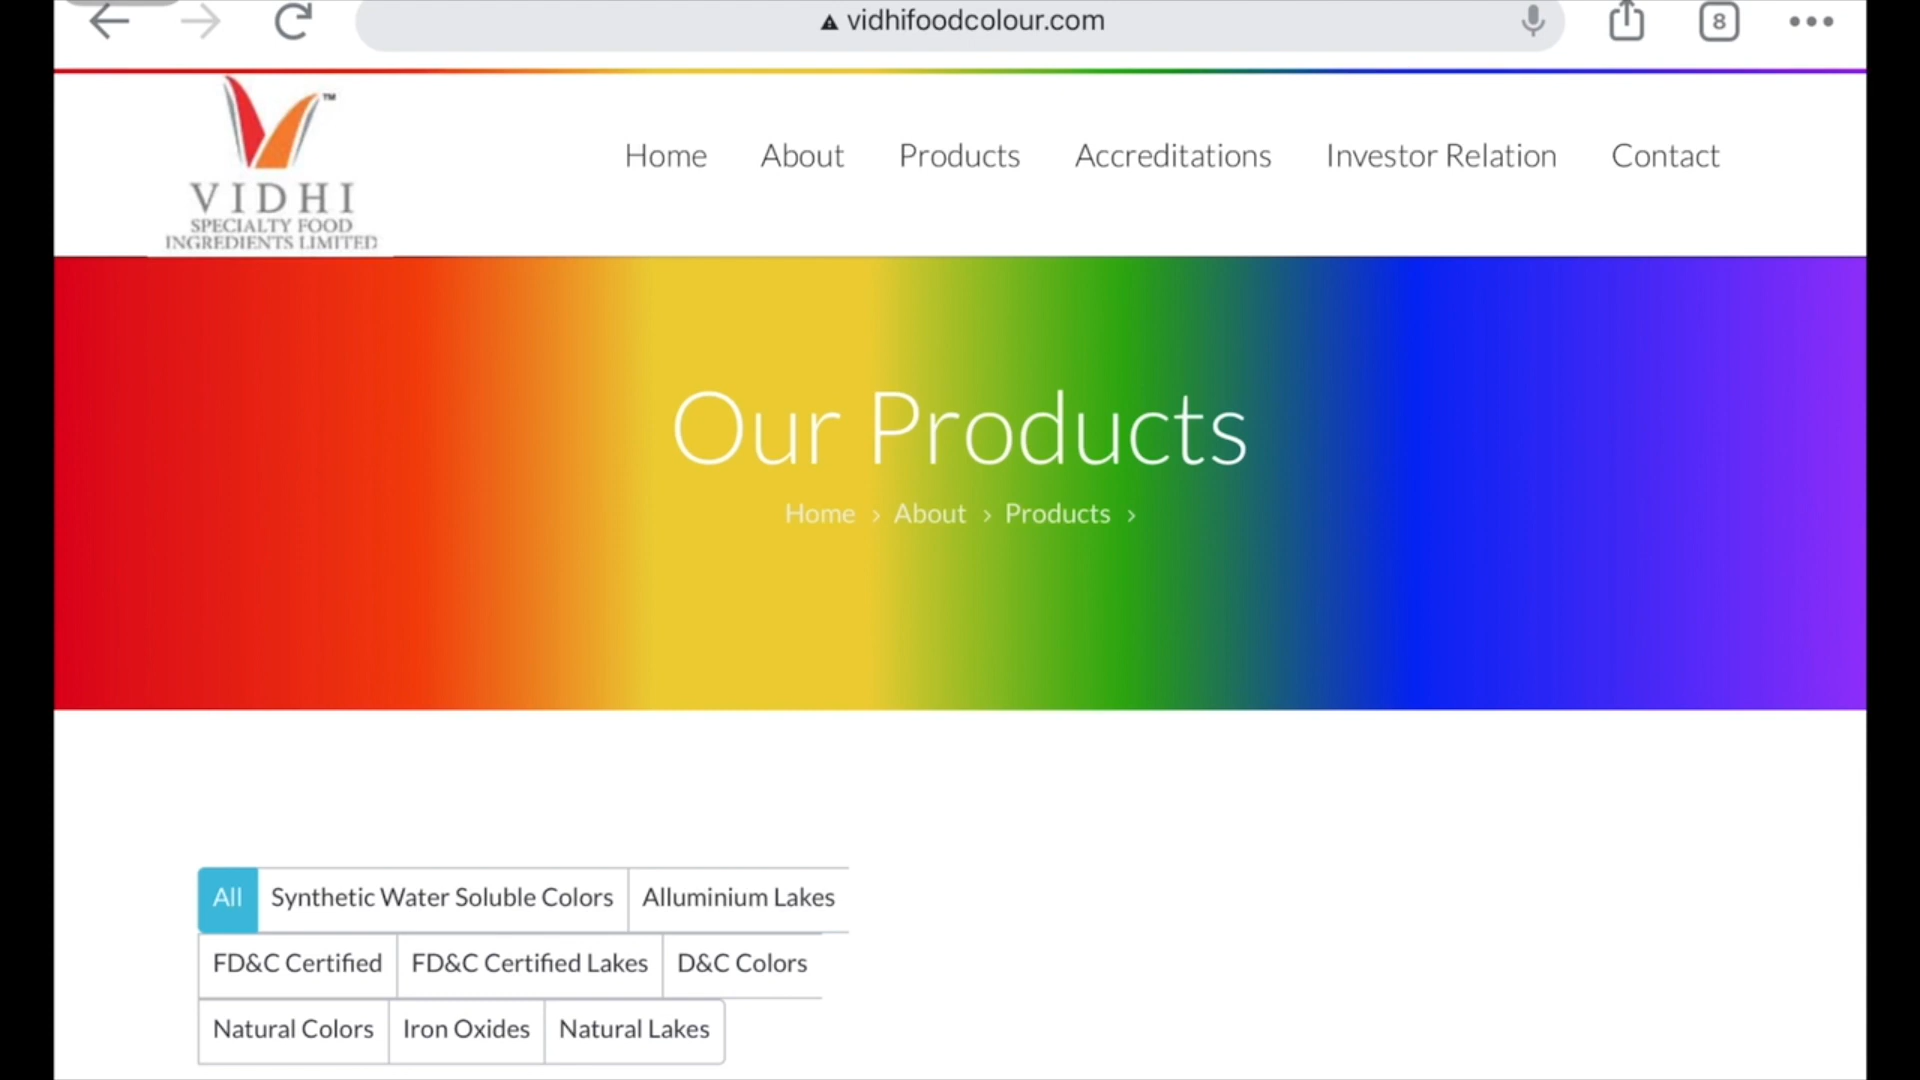 vidhifoodcolour.com
8
TM
VIDHI
SPECIALTY FOOD
INGREDIENTS LIMITED
Home About Products Accreditations Investor Relation Contact
Our Products
Home › About › Products ›
All Synthetic Water Soluble Colors Alluminium Lakes
FD&C Certified FD&C Certified Lakes D&C Colors
Natural Colors Iron Oxides Natural Lakes